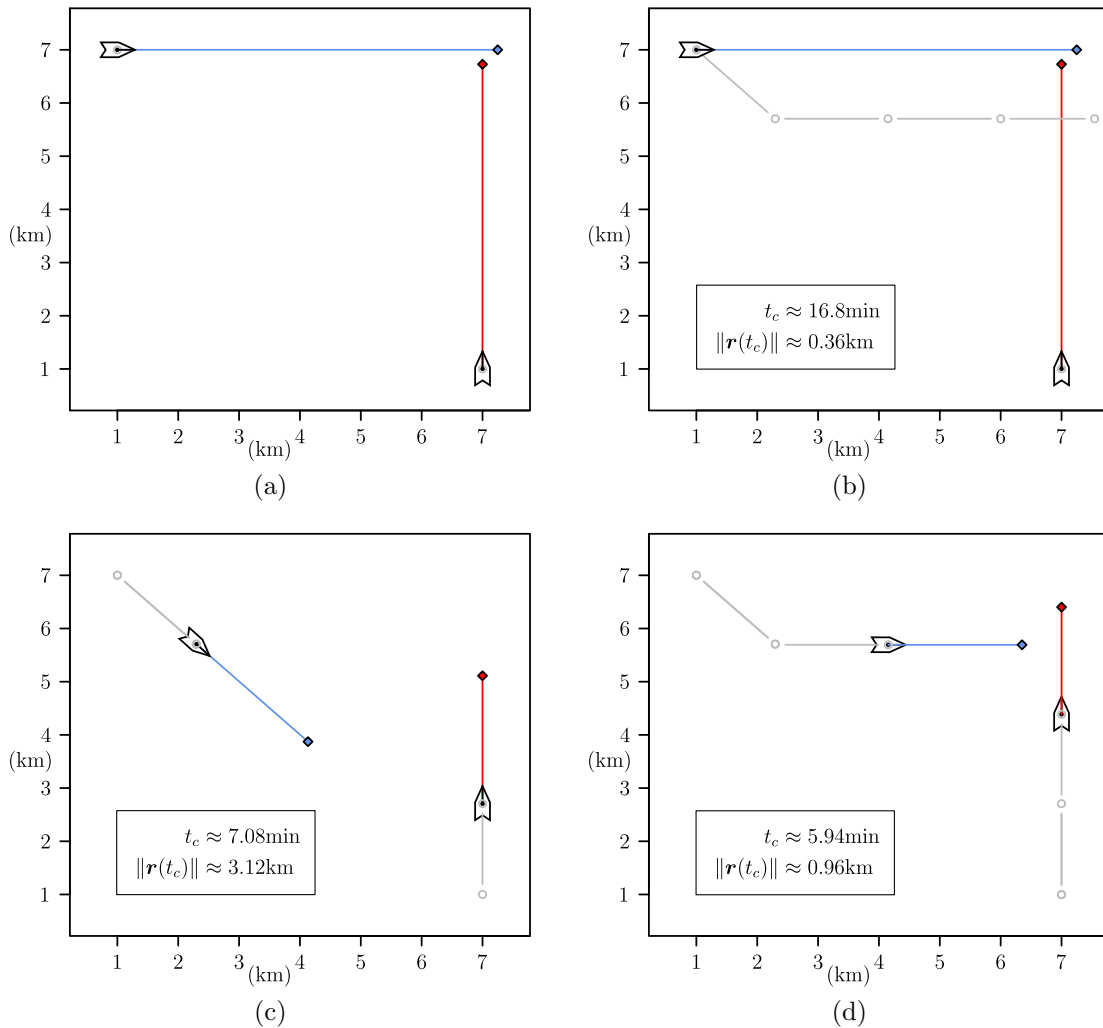 7
6
5
4
(km)
3
2
1
1 2 3 4 5 6 7
(km)
(a)
7
6
5
4
(km)
3
2
1
t_c ≈ 16.8min
‖r(t_c)‖ ≈ 0.36km
1 2 3 4 5 6 7
(km)
(b)
7
6
5
4
(km)
3
2
1
t_c ≈ 7.08min
‖r(t_c)‖ ≈ 3.12km
1 2 3 4 5 6 7
(km)
(c)
7
6
5
4
(km)
3
2
1
t_c ≈ 5.94min
‖r(t_c)‖ ≈ 0.96km
1 2 3 4 5 6 7
(km)
(d)